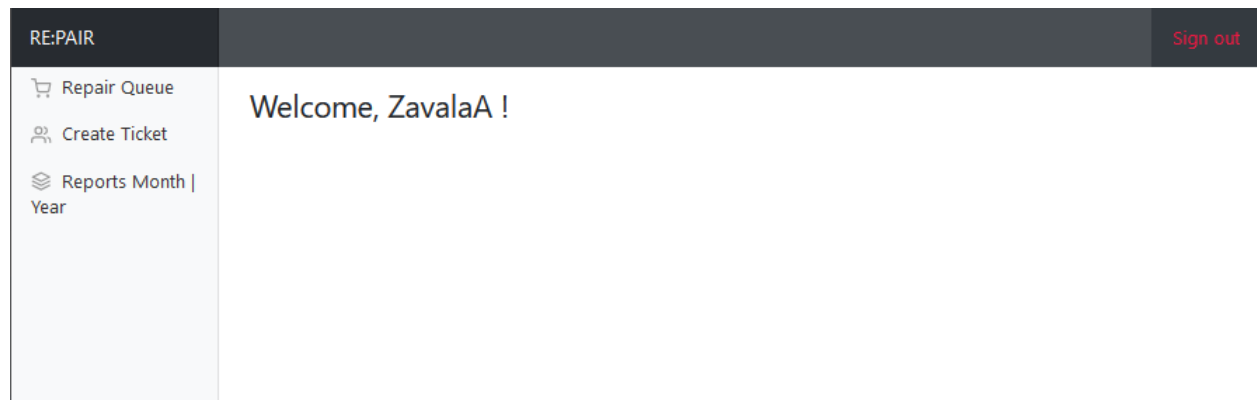 RE:PAIR
Sign out
Repair Queue
Create Ticket
Reports Month |
Year
Welcome, ZavalaA !